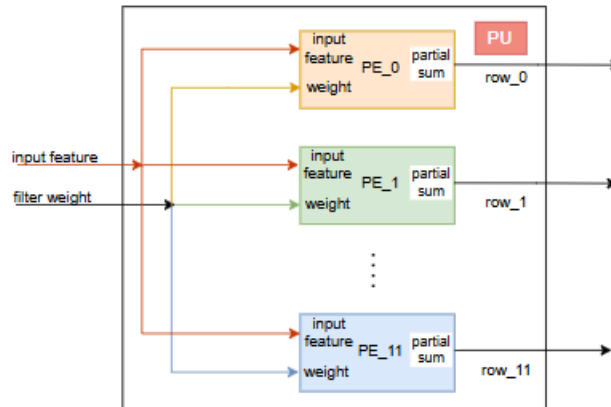 PU
input
feature
weight
PE_0
partial
sum
row_0
input feature
filter weight
input
feature
weight
PE_1
partial
sum
row_1
input
feature
weight
PE_11
partial
sum
row_11